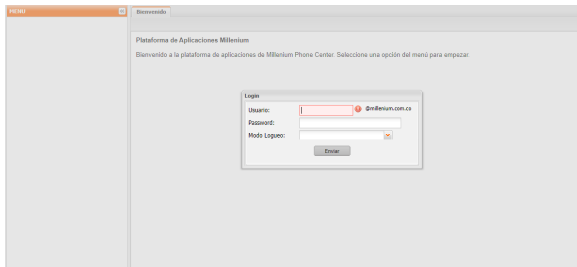 MENU
Benvenido
Plataforma de Aplicaciones Millenium
Bienvenido a la plataforma de aplicaciones de Millenium Phone Center. Seleccione una opción del menú para empezar.
Login
Usuario:
@millenium.com.co
Password:
Modo Logueo:
Enviar